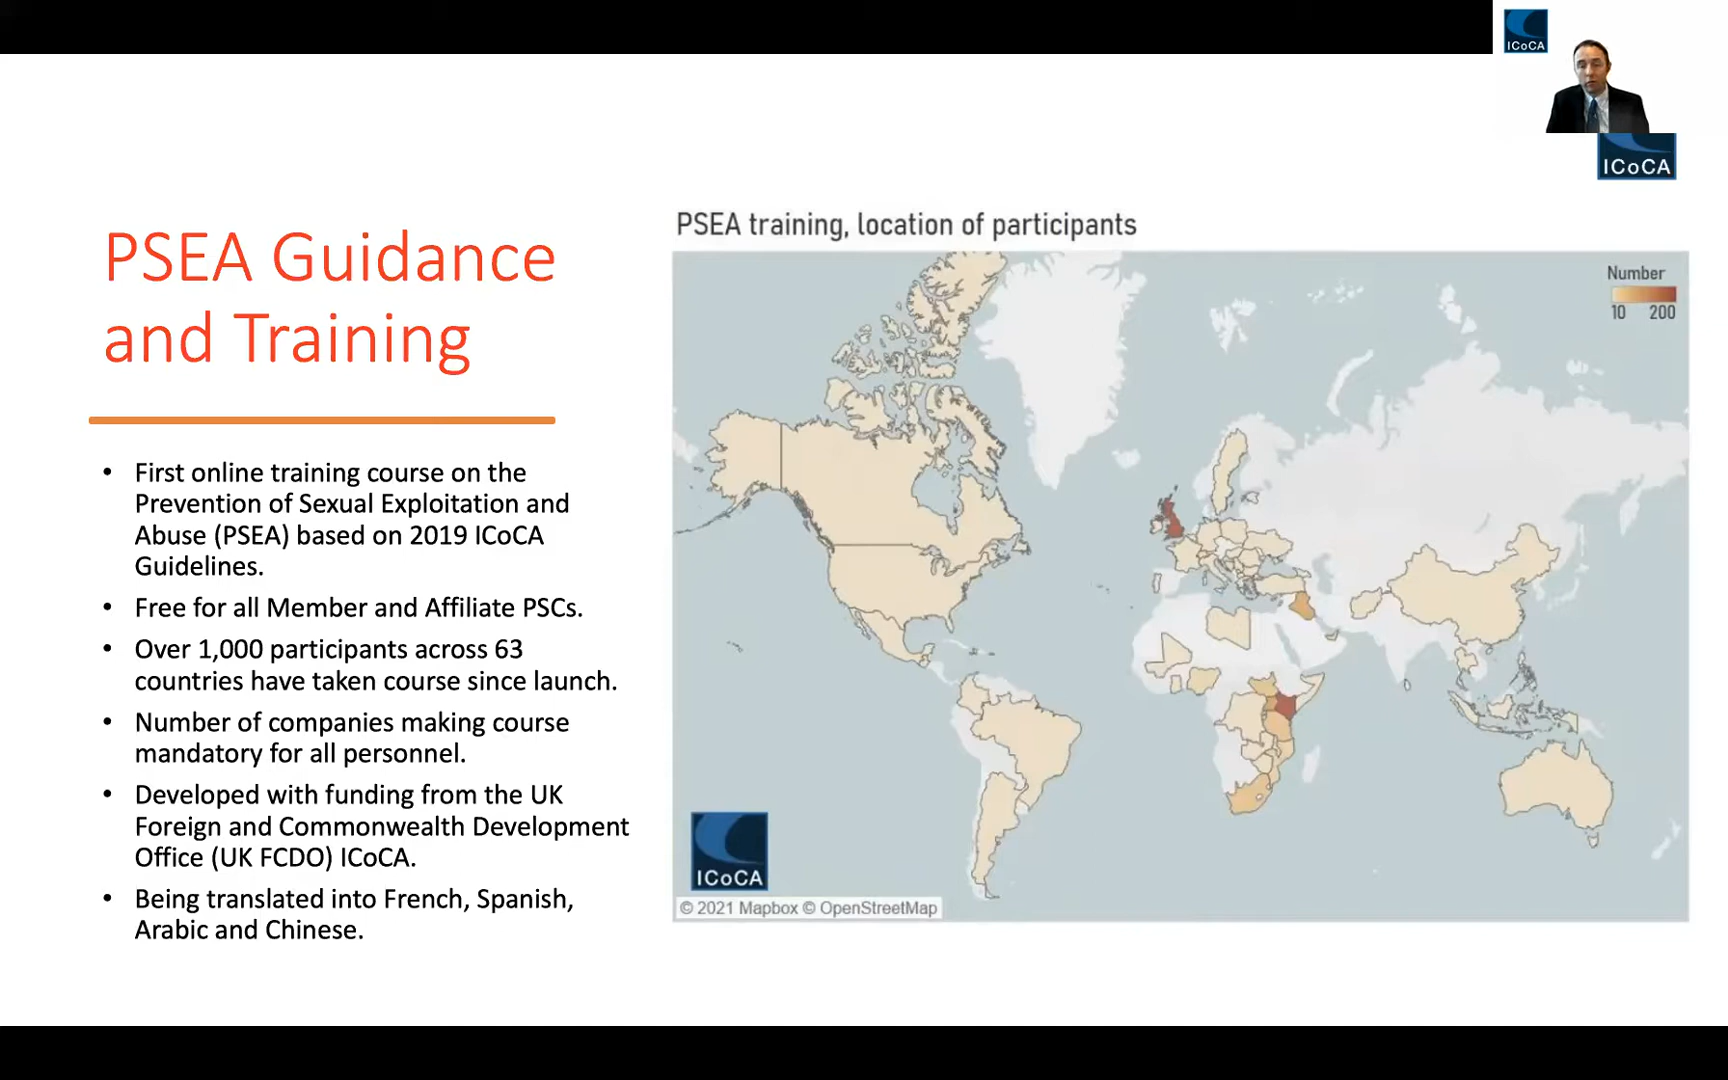 ICoCA
ICoCA
PSEA Guidance
and Training
• First online training course on the
Prevention of Sexual Exploitation and
Abuse (PSEA) based on 2019 ICoCA
Guidelines.
• Free for all Member and Affiliate PSCs.
• Over 1,000 participants across 63
countries have taken course since launch.
• Number of companies making course
mandatory for all personnel.
• Developed with funding from the UK
Foreign and Commonwealth Development
Office (UK FCDO) ICoCA.
• Being translated into French, Spanish,
Arabic and Chinese.
PSEA training, location of participants
Number
10 200
ICoCA
© 2021 Mapbox © OpenStreetMap